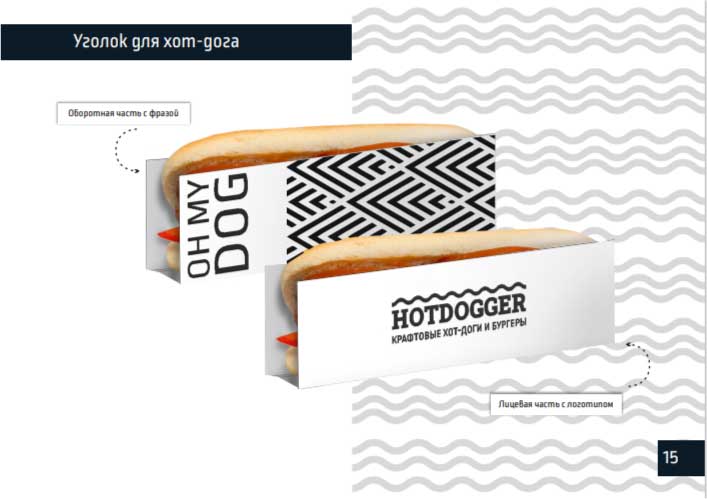 Уголок для хот-дога
Оборотная часть с фразой
OH MY
DOG
HOTDOGGER
КРАФТОВЫЕ ХОТ-ДОГИ И БУРГЕРЫ
Лицевая часть с логотипом
15